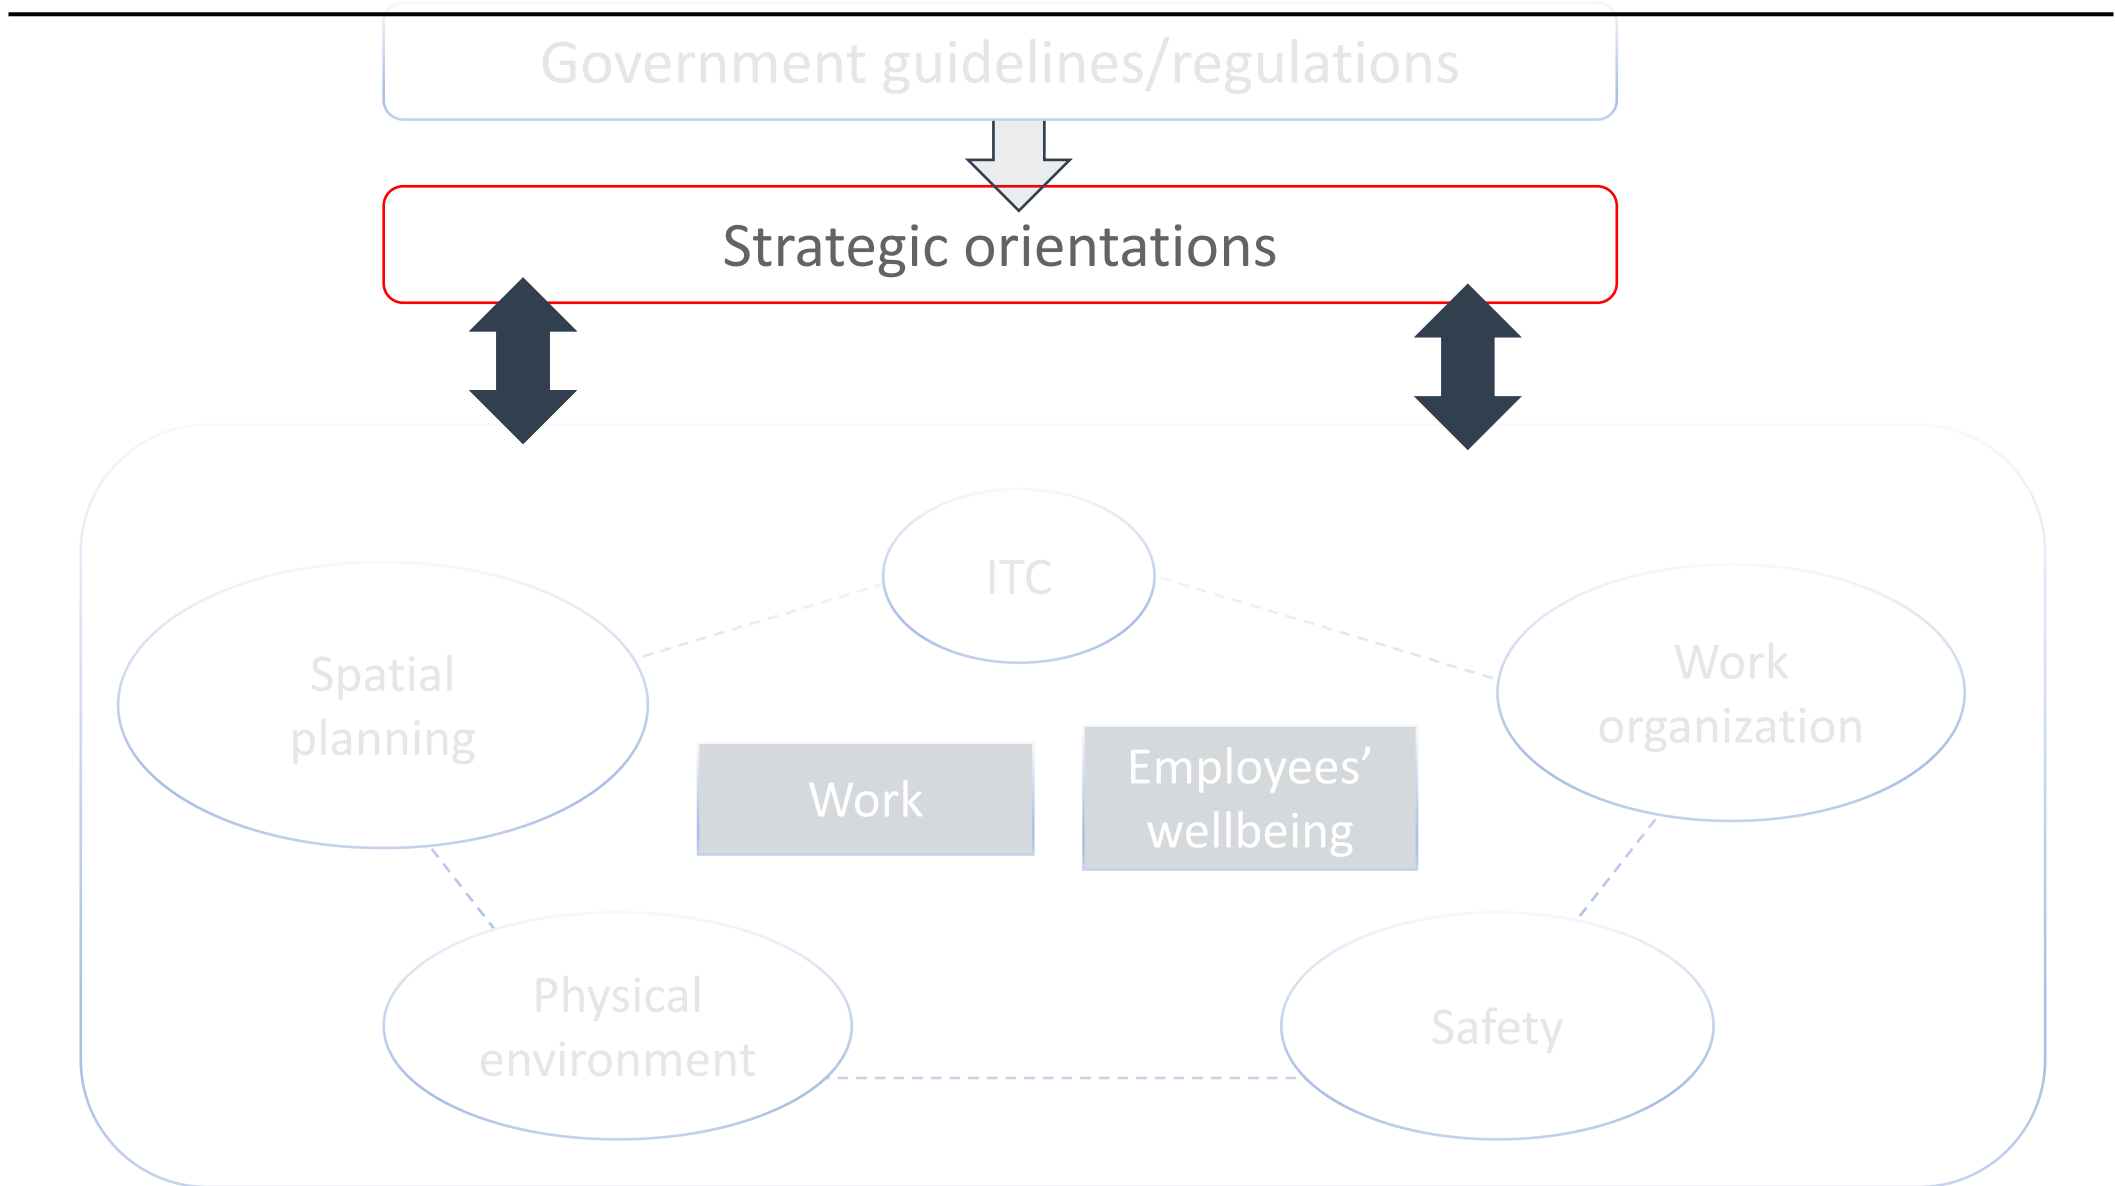 Government guidelines/regulations
Strategic orientations
ITC
Spatial
planning
Work
organization
Work
Employees’
wellbeing
Physical
environment
Safety